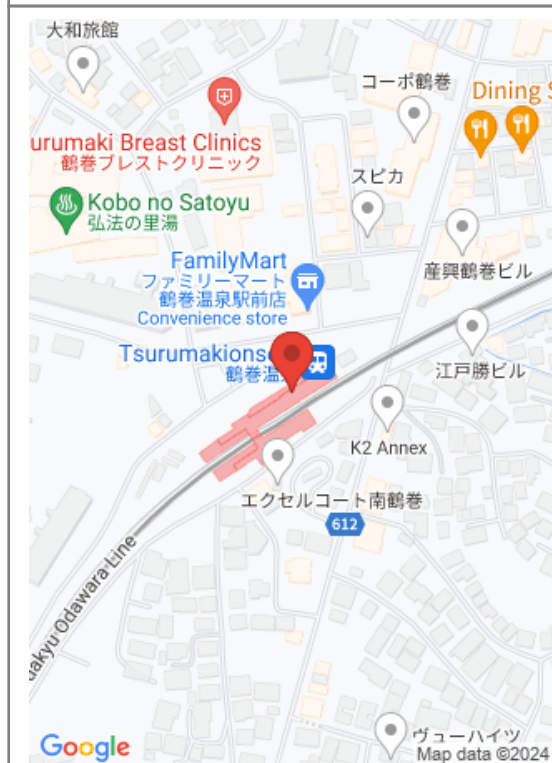 大和旅館
コーポ鶴巻
Dining S
urumaki Breast Clinics
鶴巻ブレストクリニック
スピカ
Kobo no Satoyu
弘法の里湯
産興鶴巻ビル
FamilyMart
ファミリーマート
鶴巻温泉駅前店
Convenience store
Tsurumakionse
鶴巻温
江戸勝ビル
K2 Annex
エクセルコート南鶴巻
612
akyu Odawara Line
ヴューハイツ
Google
Map data ©2024